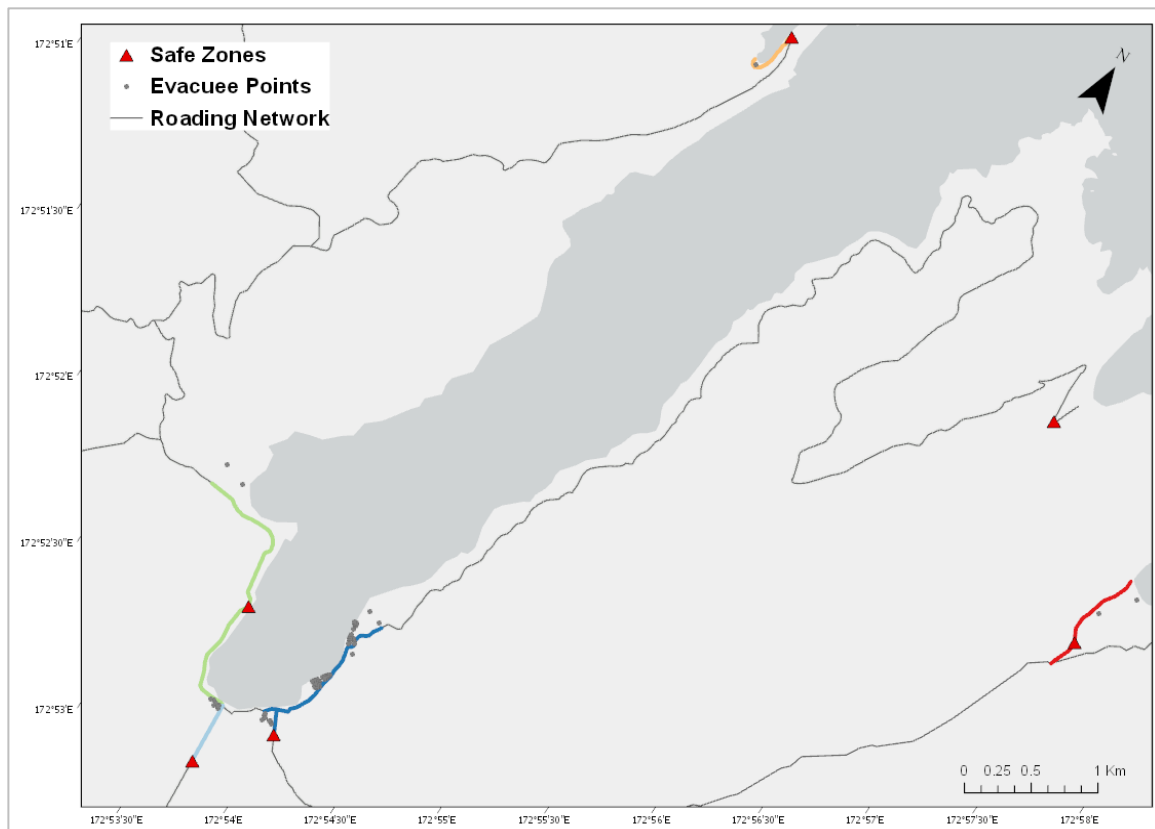 172°51'E
Safe Zones
Evacuee Points
Roading Network
N
172°51'30"E
172°52'E
172°52'30"E
172°53'E
0 0.25 0.5 1 Km
172°53'30"E 172°54'E 172°54'30"E 172°55'E 172°55'30"E 172°56'E 172°56'30"E 172°57'E 172°57'30"E 172°58'E